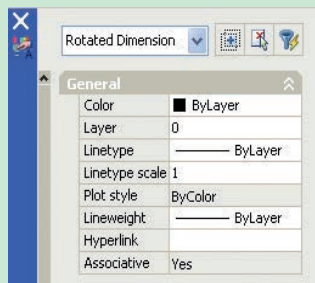 Rotated Dimension
General
Color ByLayer
Layer 0
Linetype ByLayer
Linetype scale 1
Plot style ByColor
Lineweight ByLayer
Hyperlink
Associative Yes